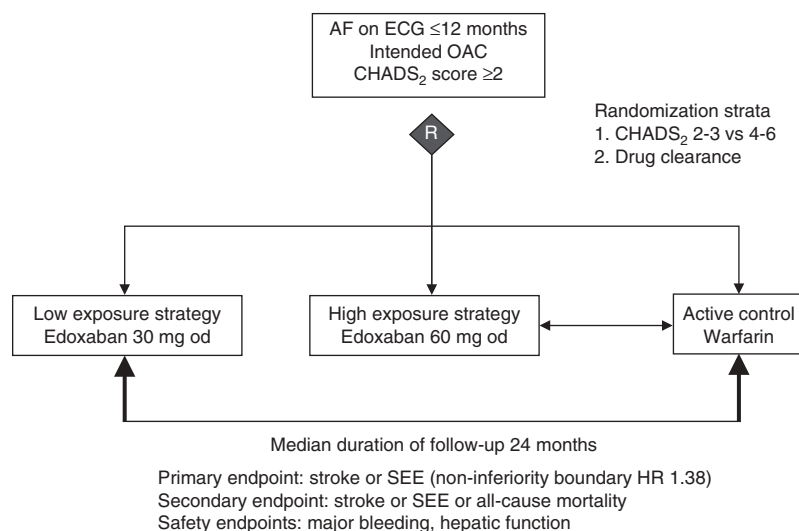 AF on ECG ≤12 months
Intended OAC
CHADS₂ score ≥2
R
Randomization strata
1. CHADS₂ 2-3 vs 4-6
2. Drug clearance
Low exposure strategy
Edoxaban 30 mg od
High exposure strategy
Edoxaban 60 mg od
Active control
Warfarin
Median duration of follow-up 24 months
Primary endpoint: stroke or SEE (non-inferiority boundary HR 1.38)
Secondary endpoint: stroke or SEE or all-cause mortality
Safety endpoints: major bleeding, hepatic function